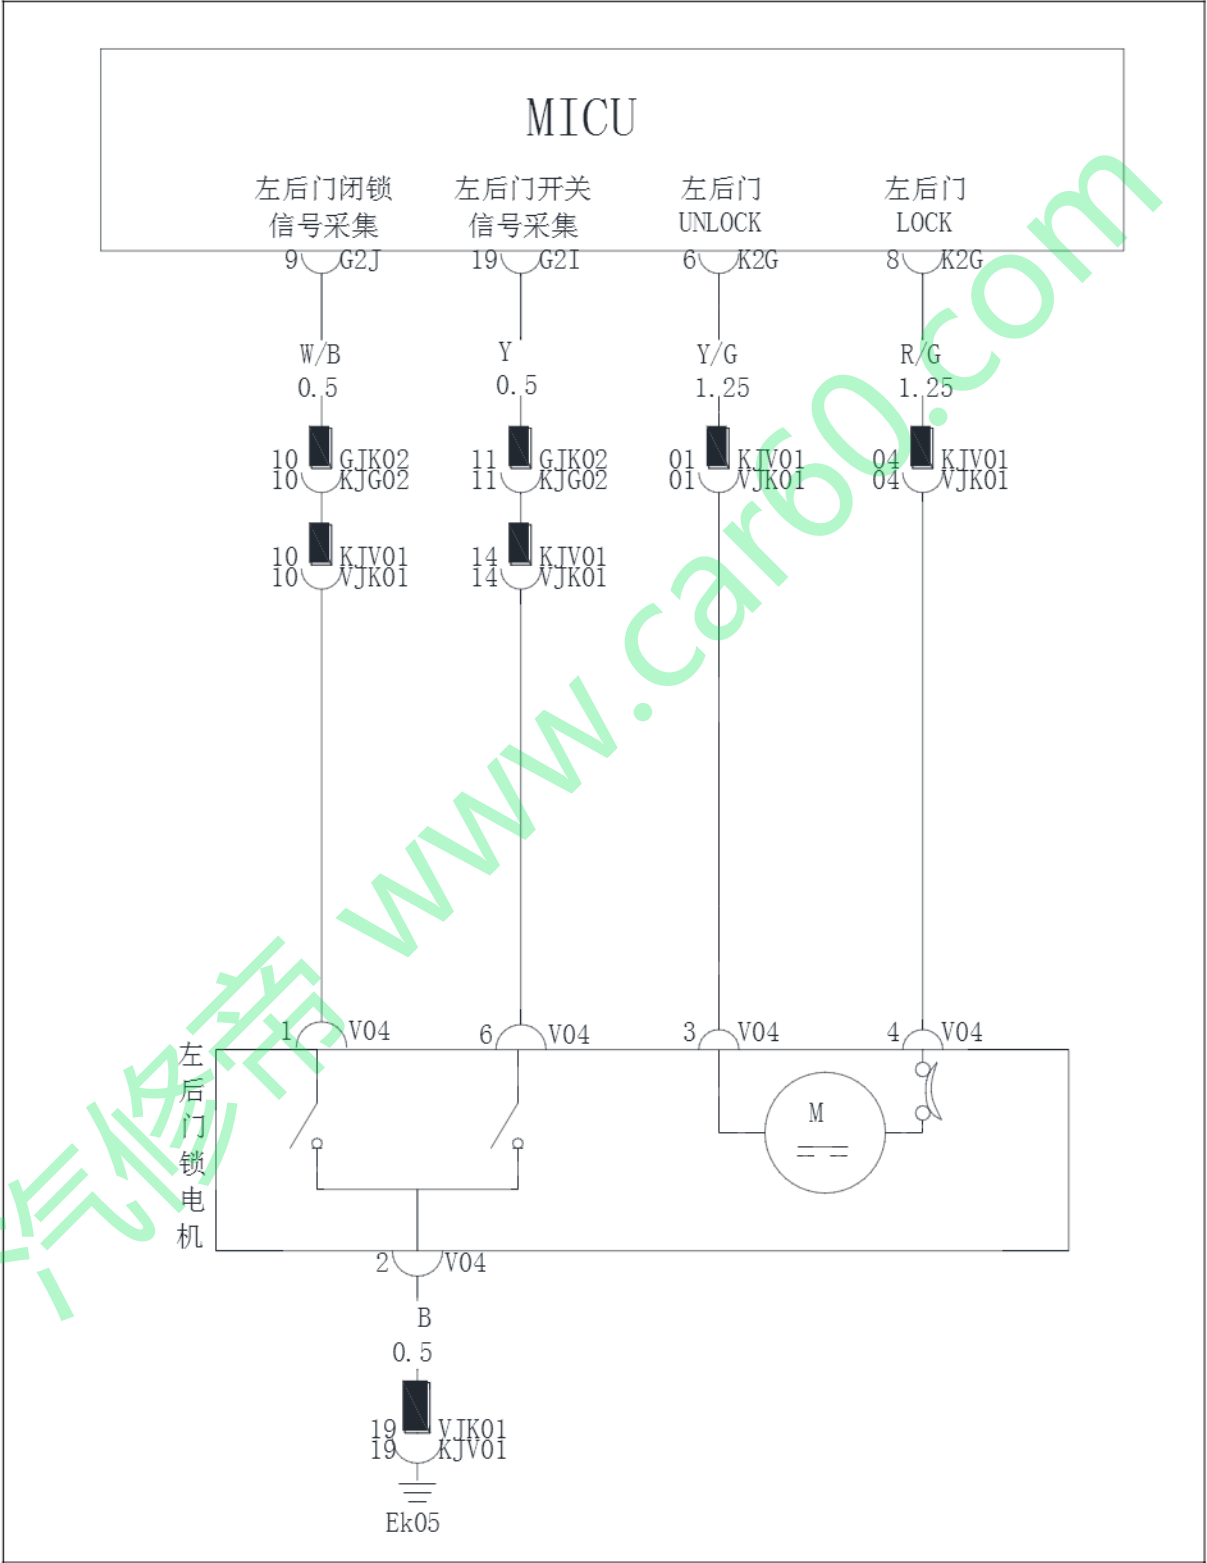 MICU
左后门闭锁 左后门开关 左后门 左后门
信号采集 信号采集 UNLOCK LOCK
9 G2J 19 G2I 6 K2G 8 K2G
W/B Y Y/G R/G
0.5 0.5 1.25 1.25
10 GJK02 11 GJK02 01 KJV01 04 KJV01
10 KJG02 11 KJG02 01 VJK01 04 VJK01
10 KJV01 14 KJV01
10 VJK01 14 VJK01
1 V04 6 V04 3 V04 4 V04
左后门锁电机
M
2 V04
B
0.5
19 VJK01
19 KJV01
Ek05
汽修帝 www.car60.com